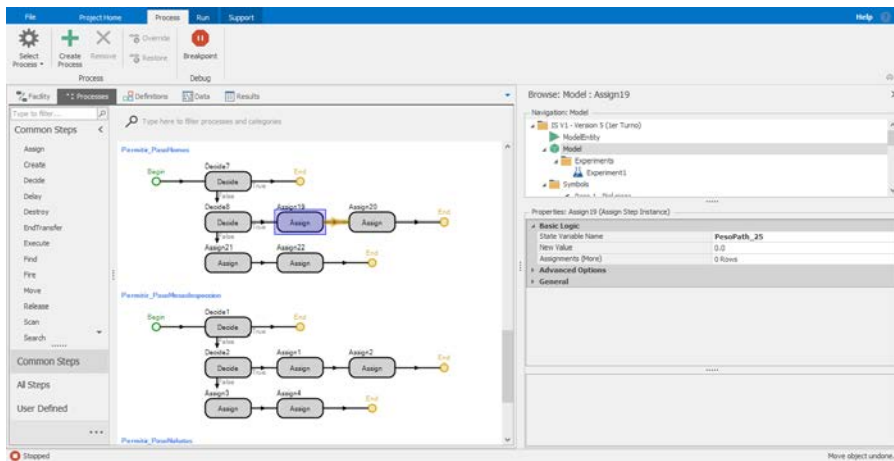 File Project Home Process Run Support Help
Select Process
Create Process
Remove
Override
Restore
Breakpoint
Process
Debug
Facility Processes Definitions Data Results
Type to filter...
Common Steps
Assign
Create
Decide
Delay
Destroy
EndTransfer
Execute
Find
Fire
Move
Release
Scan
Search
Common Steps
All Steps
User Defined
Type here to filter processes and categories
Begin Decide7 End
Decide
True
False
Decide8 Assign19 Assign20 End
Decide True Assign Assign
False
Assign21 Assign22 End
Assign Assign
Begin Decide1 End
Decide
True
False
Decide2 Assign1 Assign2 End
Decide True Assign Assign
False
Assign3 Assign4 End
Assign Assign
Browse: Model : Assign19
Navigation: Model
IS V1 - Version 5 (1er Turno)
ModelEntity
Model
Experiments
Experiment1
Symbols
Properties: Assign19 (Assign Step Instance)
Basic Logic
State Variable Name PesoPath_25
New Value 0.0
Assignments (More) 0 Rows
Advanced Options
General
Stopped
Move object undone.